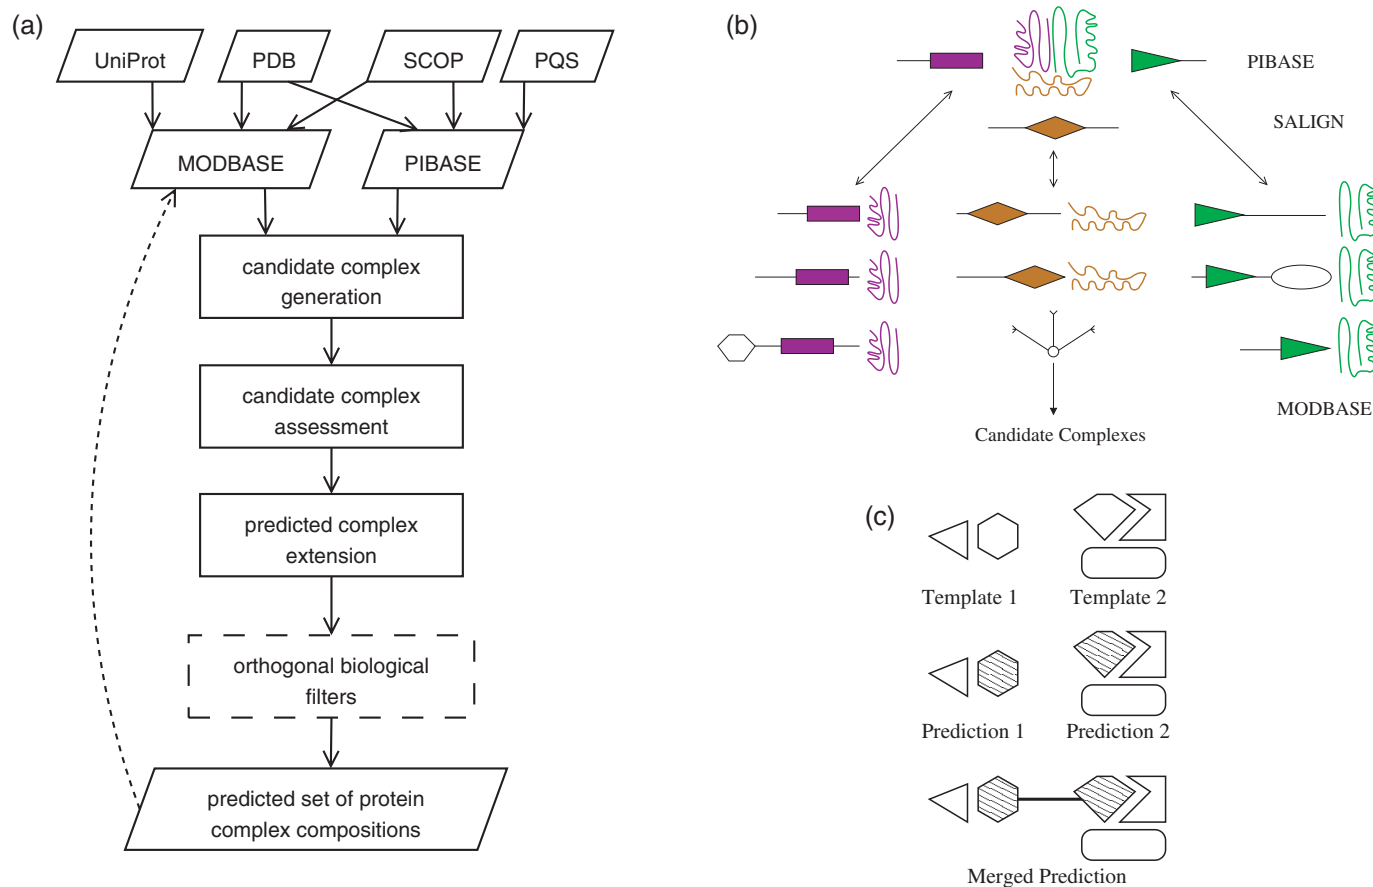 (a)
UniProt
PDB
SCOP
PQS
MODBASE
PIBASE
candidate complex
generation
candidate complex
assessment
predicted complex
extension
orthogonal biological
filters
predicted set of protein
complex compositions
(b)
PIBASE
SALIGN
MODBASE
Candidate Complexes
(c)
Template 1
Template 2
Prediction 1
Prediction 2
Merged Prediction